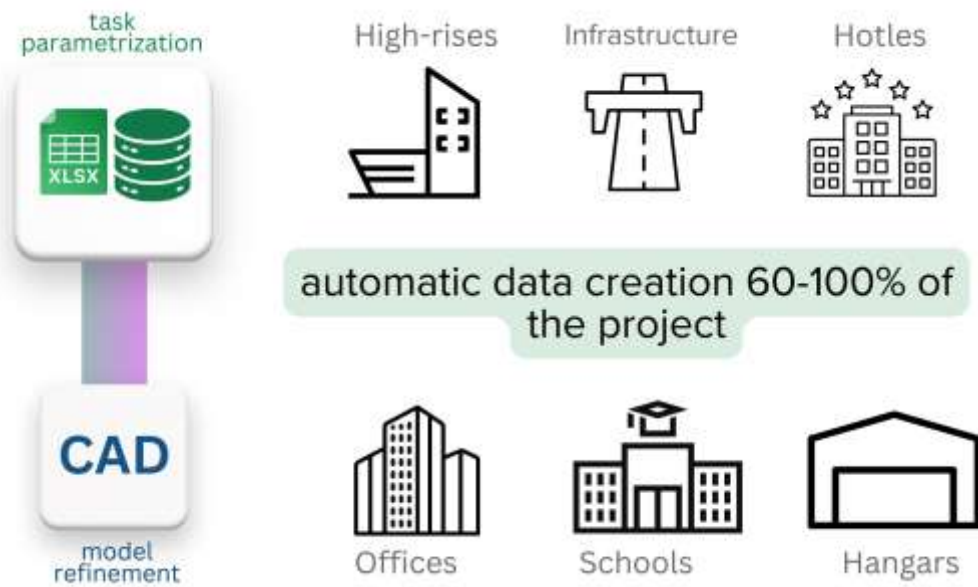 task
parametrization
XLSX
CAD
model
refinement
High-rises
Infrastructure
Hotles
automatic data creation 60-100% of
the project
Offices
Schools
Hangars